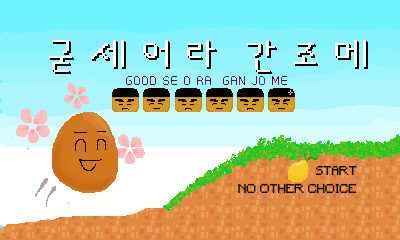 굳세어라 간조메
GOOD SE O RA GAN JO ME
START
NO OTHER CHOICE